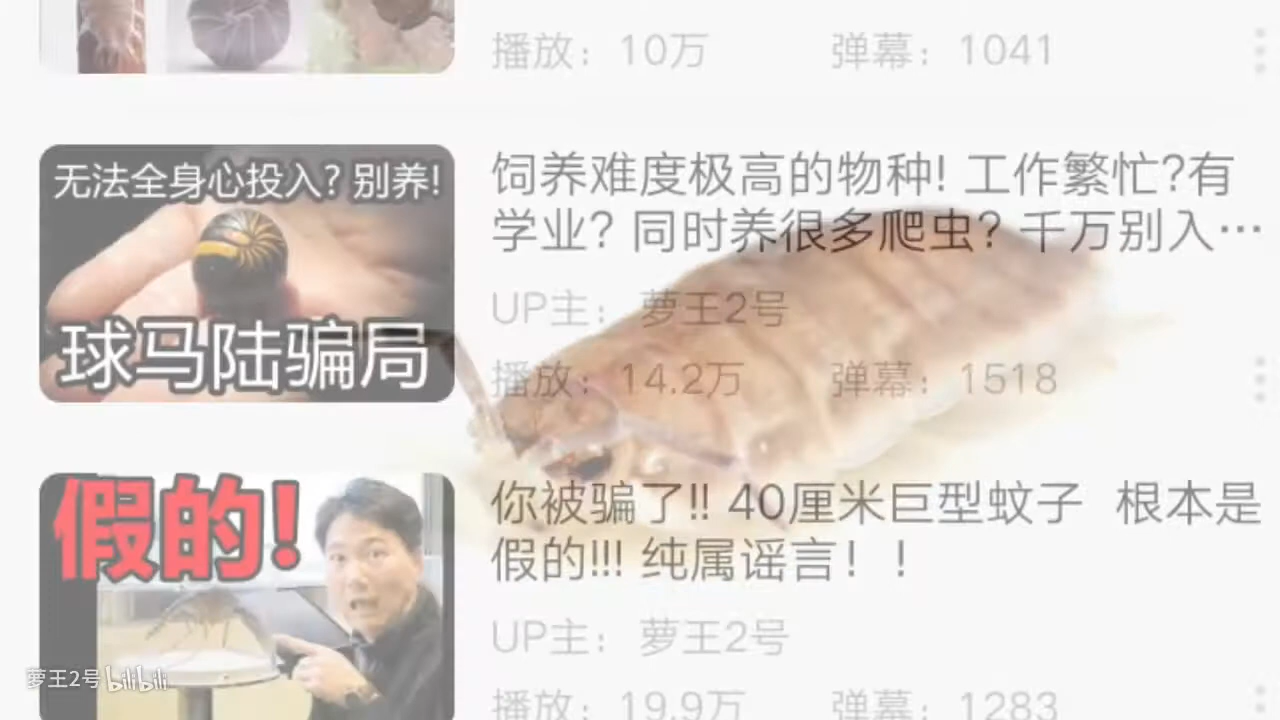 播放：10万 弹幕：1041
无法全身心投入? 别养!
球马陆骗局
饲养难度极高的物种! 工作繁忙?有
学业? 同时养很多爬虫? 千万别入…
UP主：萝王2号
播放：14.2万 弹幕：1518
假的!
你被骗了!! 40厘米巨型蚊子 根本是
假的!!! 纯属谣言！！
UP主：萝王2号
播放：19.9万 弹幕：1283
萝王2号 bilibili